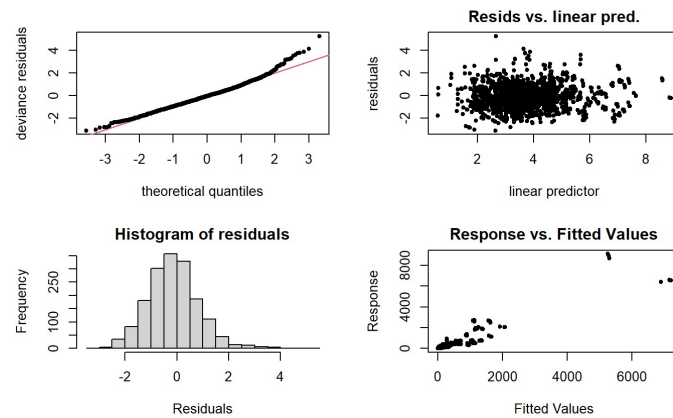 deviance residuals
-2 0 2 4
-3 -2 -1 0 1 2 3
theoretical quantiles
Resids vs. linear pred.
residuals
-2 0 2 4
2 4 6 8
linear predictor
Histogram of residuals
Frequency
0 100 250
-2 0 2 4
Residuals
Response vs. Fitted Values
Response
0 4000 8000
0 2000 4000 6000
Fitted Values